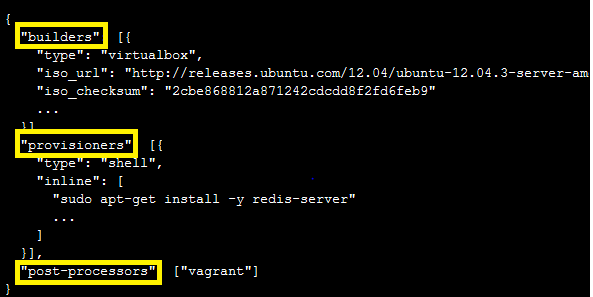 {
"builders" [{
"type": "virtualbox",
"iso_url": "http://releases.ubuntu.com/12.04/ubuntu-12.04.3-server-am
"iso_checksum": "2cbe868812a871242cdcdd8f2fd6feb9"
...
}]
"provisioners" [{
"type": "shell",
"inline": [
"sudo apt-get install -y redis-server"
...
]
}],
"post-processors" ["vagrant"]
}